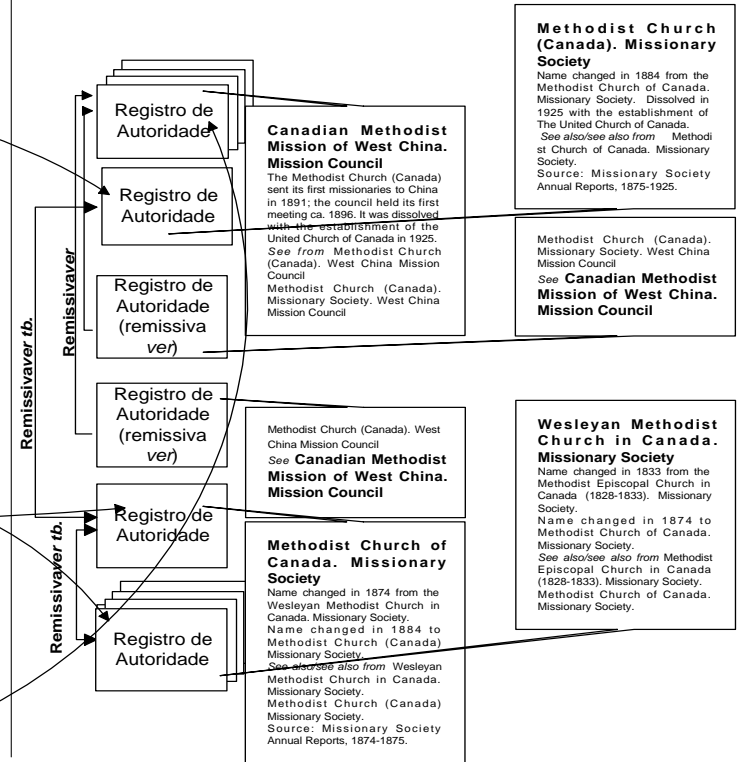 Registro de
Autoridade
Registro de
Autoridade
Registro de
Autoridade
(remissiva
ver)
Registro de
Autoridade
(remissiva
ver)
Registro de
Autoridade
Registro de
Autoridade
Remissivaver tb.
Remissivaver
Remissivaver tb.
Canadian Methodist
Mission of West China.
Mission Council
The Methodist Church (Canada)
sent its first missionaries to China
in 1891; the council held its first
meeting ca. 1896. It was dissolved
with the establishment of the
United Church of Canada in 1925.
See from Methodist Church
(Canada). West China Mission
Council
Methodist Church (Canada).
Missionary Society. West China
Mission Council
Methodist Church (Canada). West
China Mission Council
See Canadian Methodist
Mission of West China.
Mission Council
Methodist Church of
Canada. Missionary
Society
Name changed in 1874 from the
Wesleyan Methodist Church in
Canada. Missionary Society.
Name changed in 1884 to
Methodist Church (Canada)
Missionary Society.
See also/see also from Wesleyan
Methodist Church in Canada.
Missionary Society.
Methodist Church (Canada)
Missionary Society.
Source: Missionary Society
Annual Reports, 1874-1875.
Methodist Church
(Canada). Missionary
Society
Name changed in 1884 from the
Methodist Church of Canada.
Missionary Society. Dissolved in
1925 with the establishment of
The United Church of Canada.
See also/see also from Methodi
st Church of Canada. Missionary
Society.
Source: Missionary Society
Annual Reports, 1875-1925.
Methodist Church (Canada).
Missionary Society. West China
Mission Council
See Canadian Methodist
Mission of West China.
Mission Council
Wesleyan Methodist
Church in Canada.
Missionary Society
Name changed in 1833 from the
Methodist Episcopal Church in
Canada (1828-1833). Missionary
Society.
Name changed in 1874 to
Methodist Church of Canada.
Missionary Society.
See also/see also from Methodist
Episcopal Church in Canada
(1828-1833). Missionary Society.
Methodist Church of Canada.
Missionary Society.